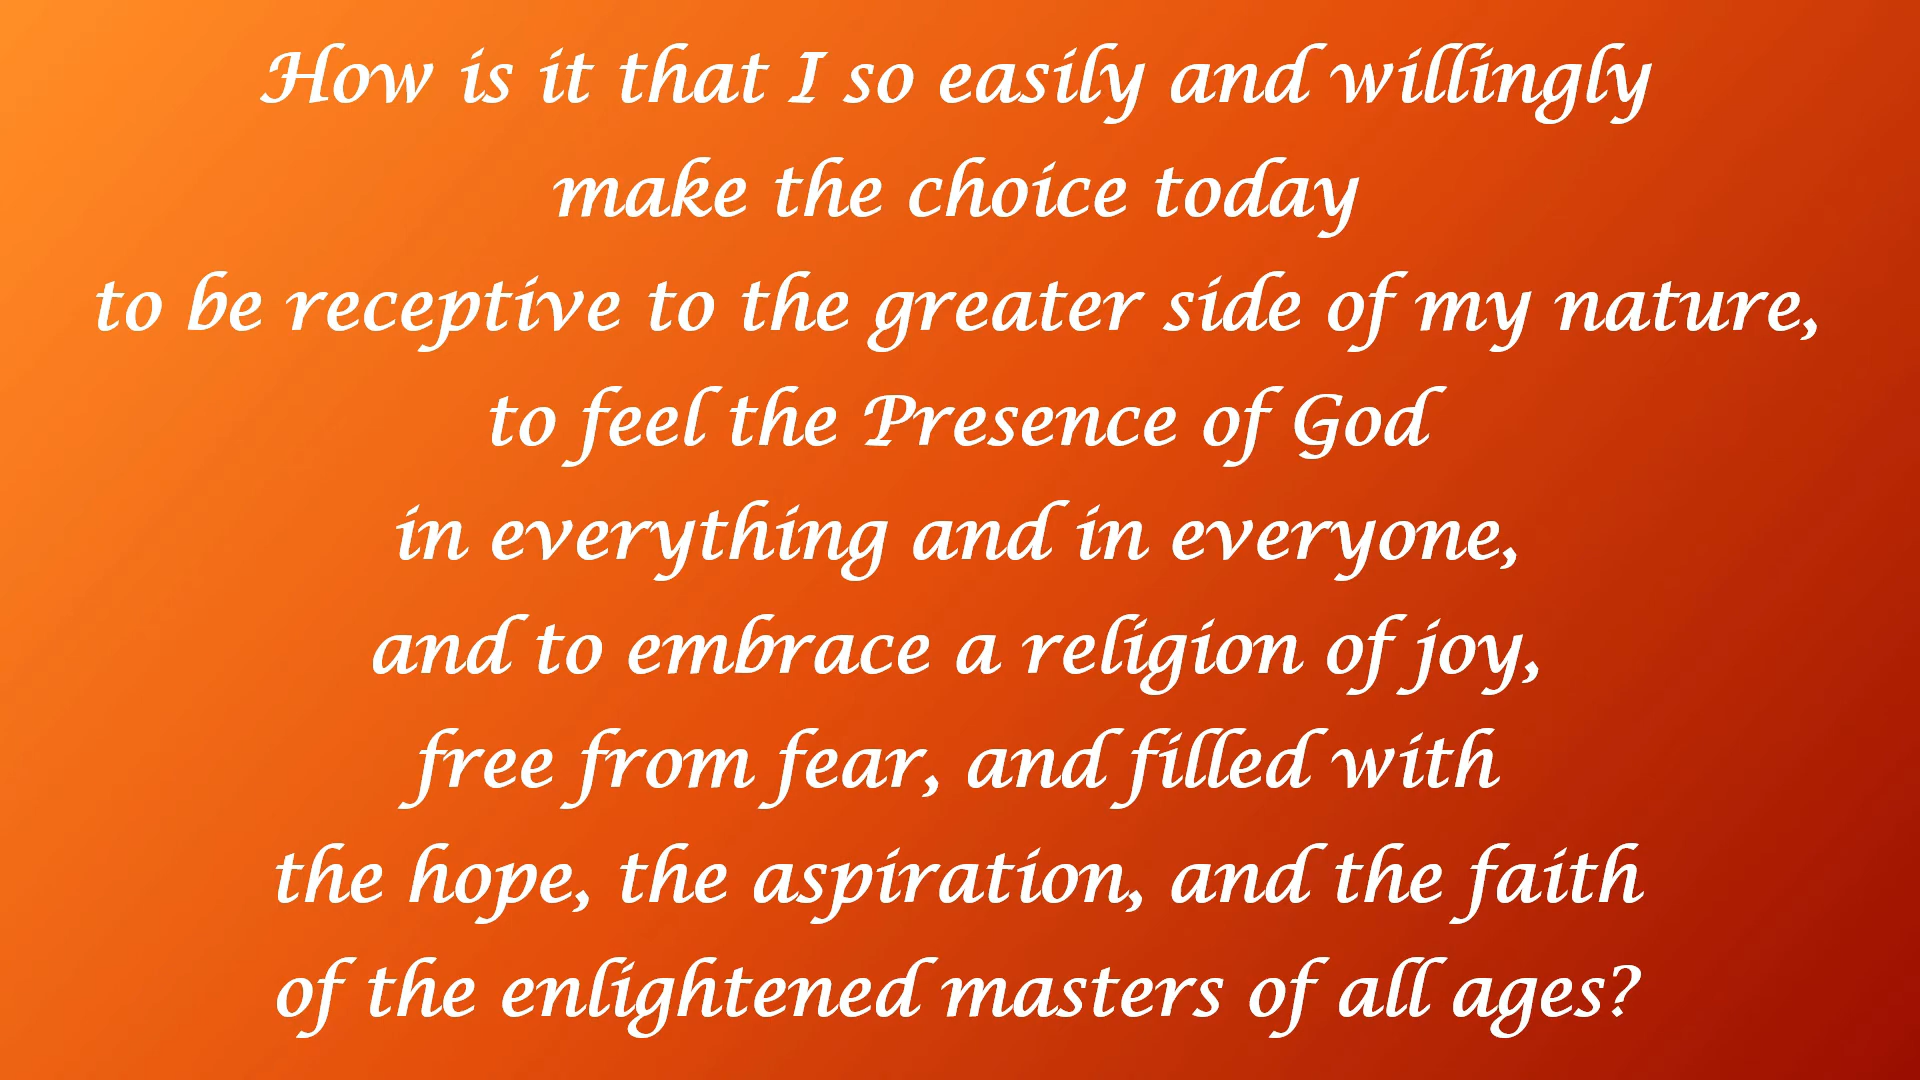 How is it that I so easily and willingly
make the choice today
to be receptive to the greater side of my nature,
to feel the Presence of God
in everything and in everyone,
and to embrace a religion of joy,
free from fear, and filled with
the hope, the aspiration, and the faith
of the enlightened masters of all ages?